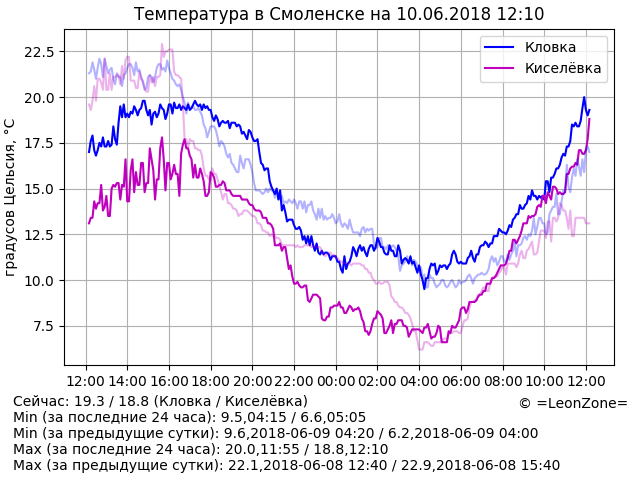 Температура в Смоленске на 10.06.2018 12:10
градусов Цельсия, °C
22.5
20.0
17.5
15.0
12.5
10.0
7.5
Кловка
Киселёвка
12:00 14:00 16:00 18:00 20:00 22:00 00:00 02:00 04:00 06:00 08:00 10:00 12:00
Сейчас: 19.3 / 18.8 (Кловка / Киселёвка)
© =LeonZone=
Min (за последние 24 часа): 9.5,04:15 / 6.6,05:05
Min (за предыдущие сутки): 9.6,2018-06-09 04:20 / 6.2,2018-06-09 04:00
Max (за последние 24 часа): 20.0,11:55 / 18.8,12:10
Max (за предыдущие сутки): 22.1,2018-06-08 12:40 / 22.9,2018-06-08 15:40